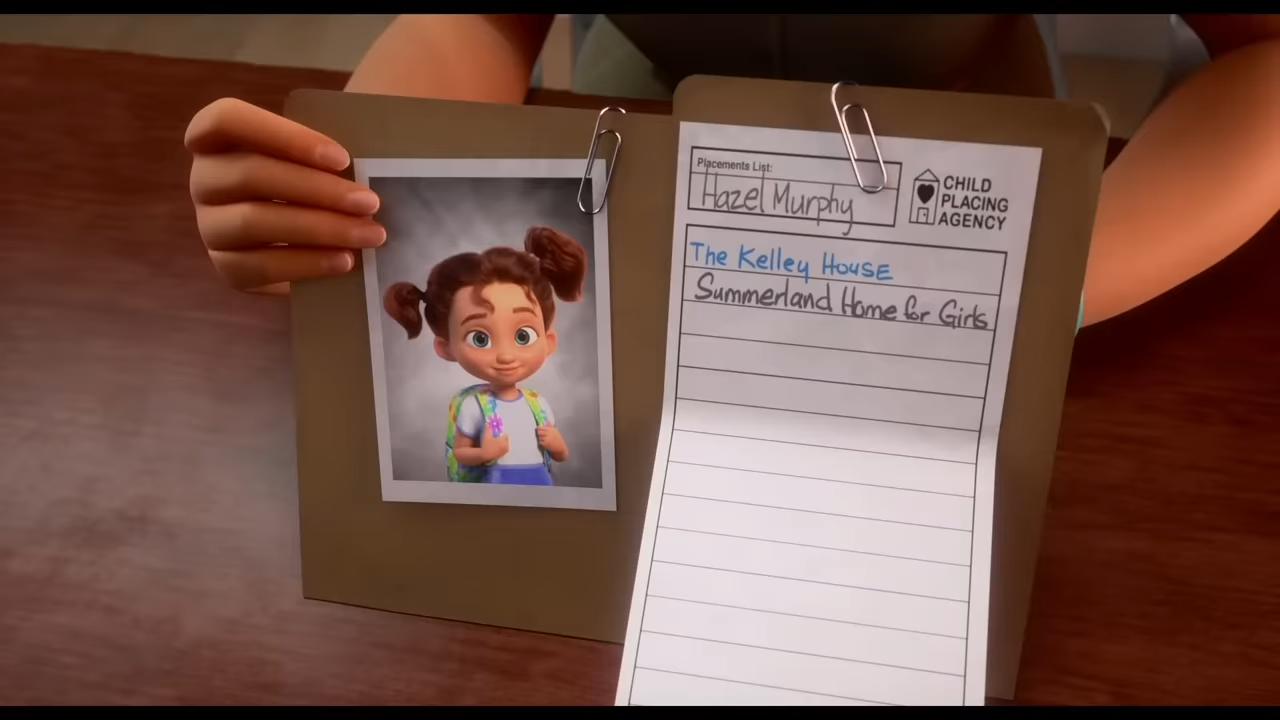 Placements List:
Hazel Murphy
CHILD
PLACING
AGENCY
The Kelley House
Summerland Home for Girls